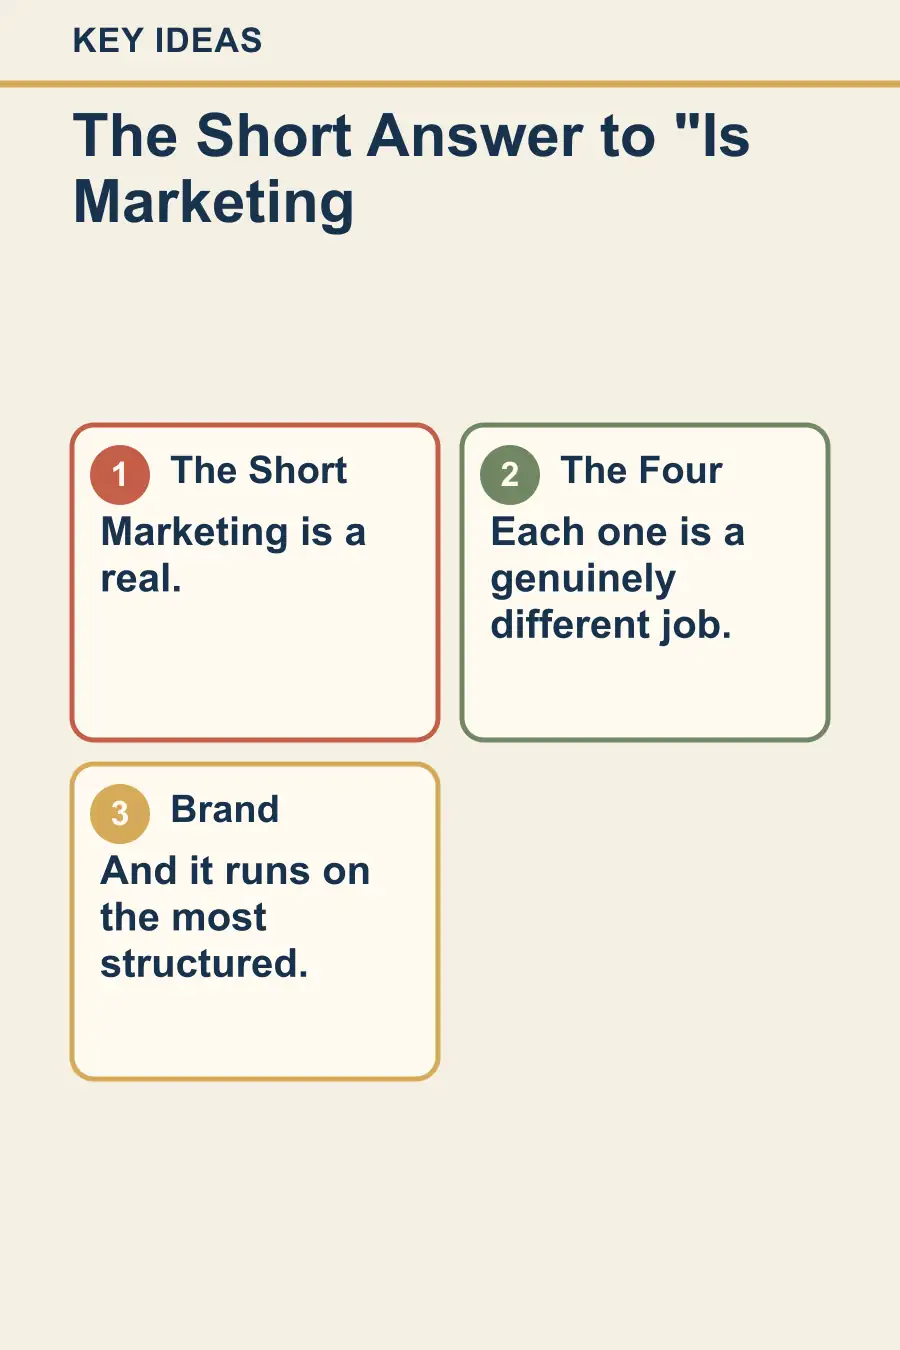 KEY IDEAS
The Short Answer to "Is
Marketing
1 The Short
Marketing is a
real.
2 The Four
Each one is a
genuinely
different job.
3 Brand
And it runs on
the most
structured.